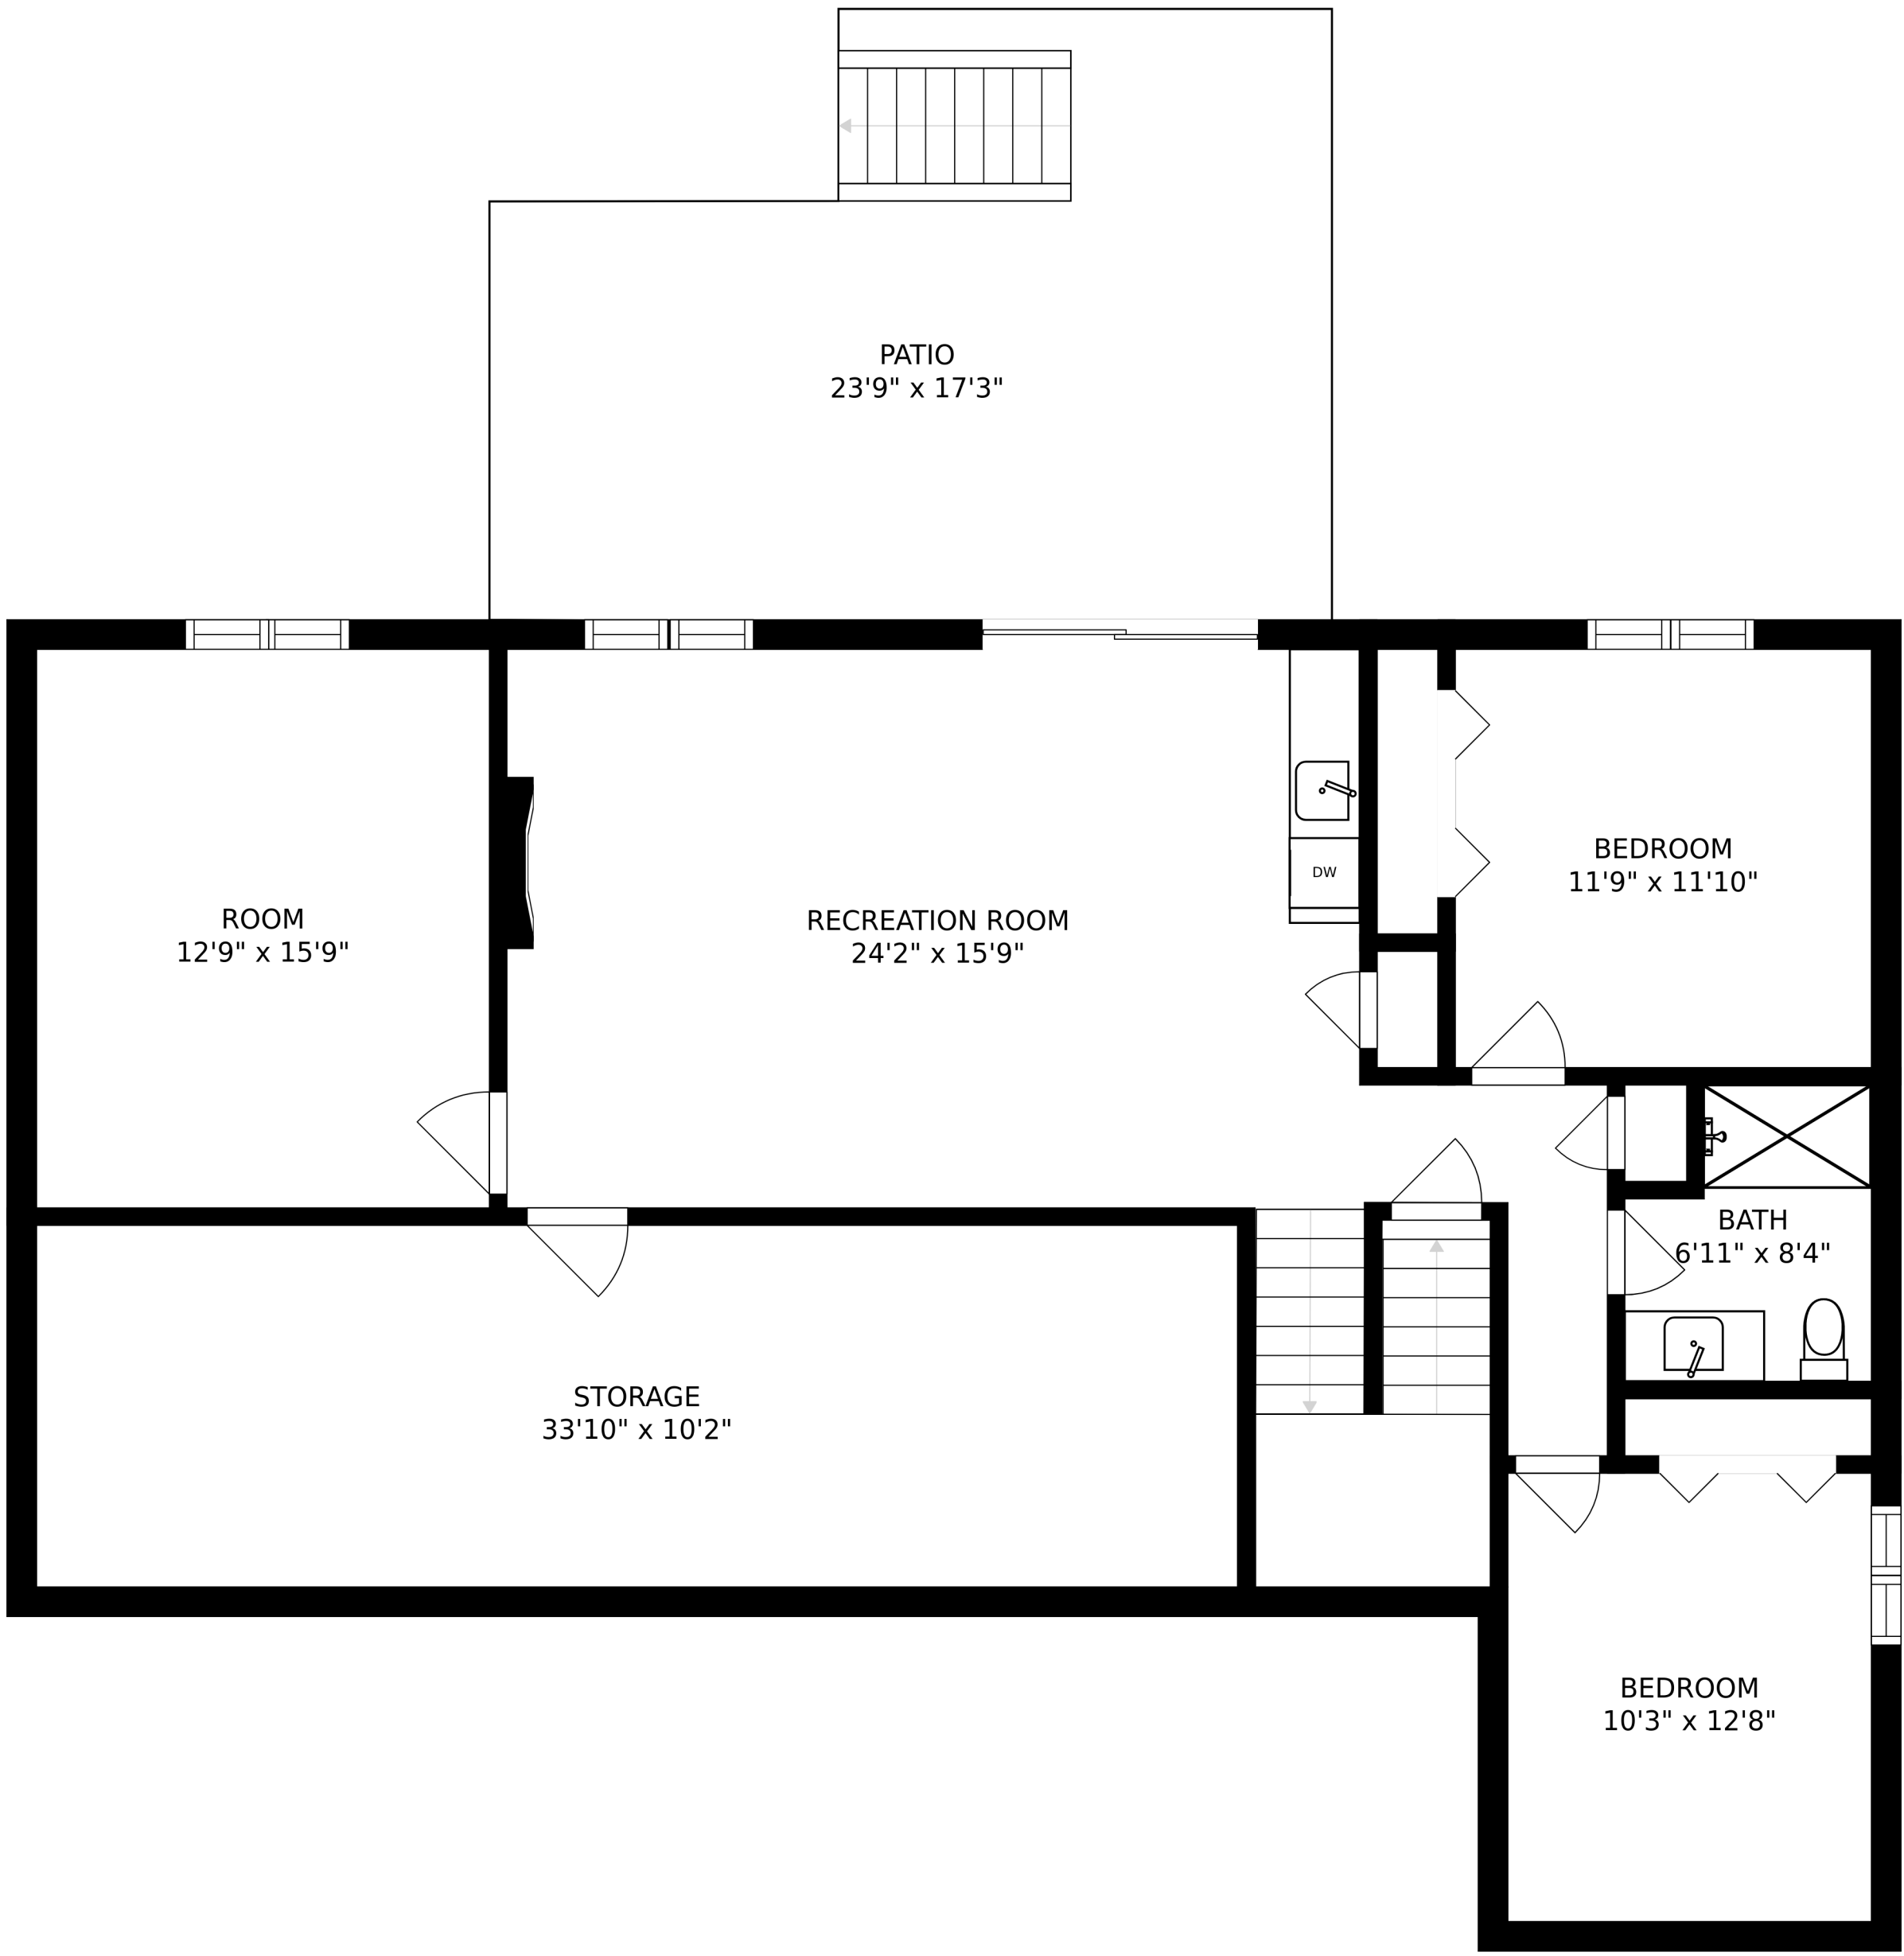 PATIO
23'9" x 17'3"
DW
BEDROOM
11'9" x 11'10"
ROOM
12'9" x 15'9"
RECREATION ROOM
24'2" x 15'9"
BATH
6'11" x 8'4"
STORAGE
33'10" x 10'2"
BEDROOM
10'3" x 12'8"